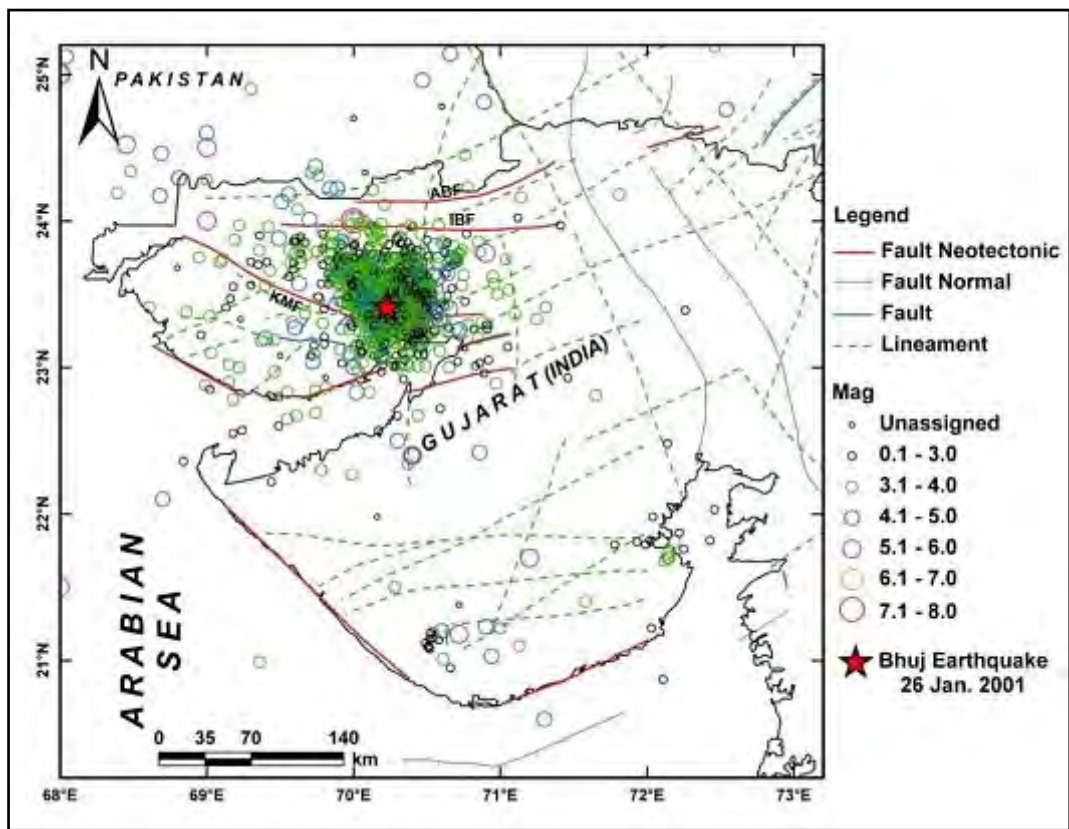 N
PAKISTAN
ABF
IBF
KMF
GUJARAT (INDIA)
ARABIAN
SEA
0 35 70 140
km
25°N
24°N
23°N
22°N
21°N
68°E 69°E 70°E 71°E 72°E 73°E
Legend
Fault Neotectonic
Fault Normal
Fault
Lineament
Mag
Unassigned
0.1 - 3.0
3.1 - 4.0
4.1 - 5.0
5.1 - 6.0
6.1 - 7.0
7.1 - 8.0
Bhuj Earthquake
26 Jan. 2001